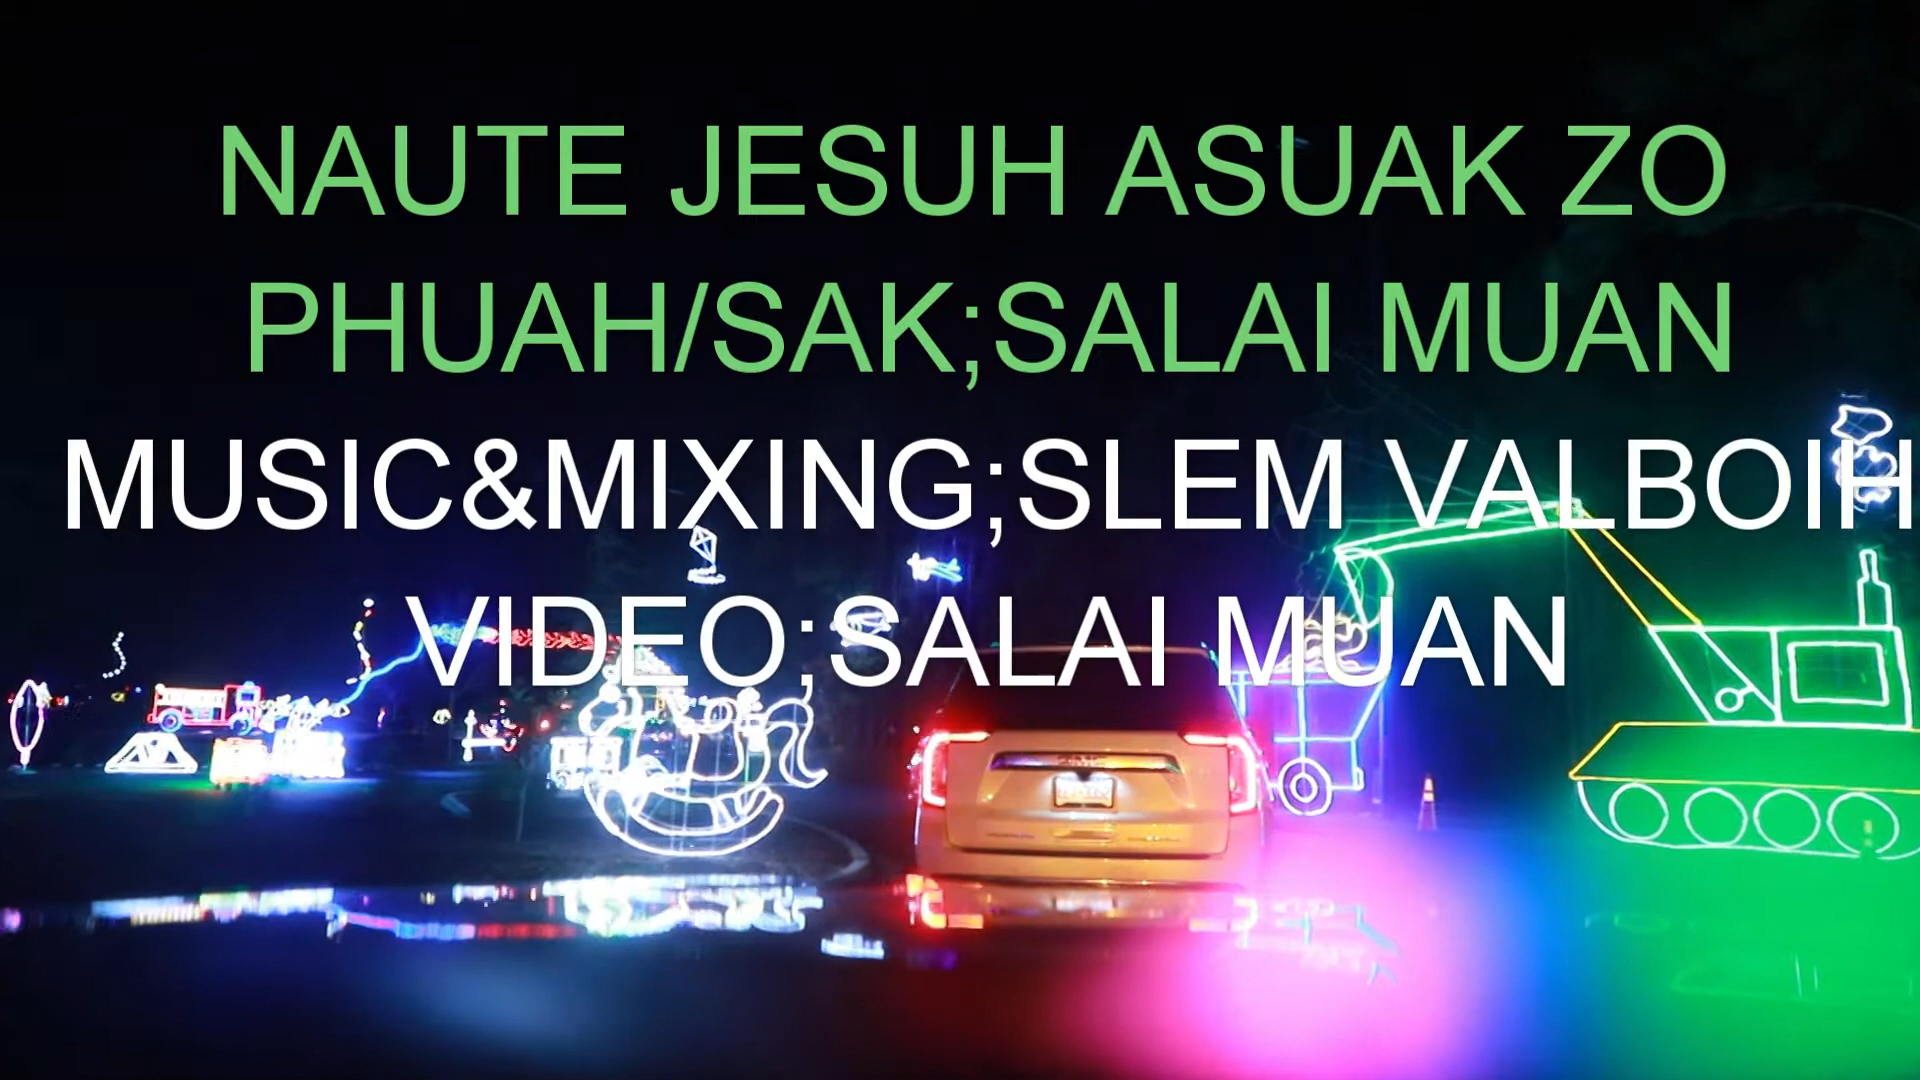 NAUTE JESUH ASUAK ZO
PHUAH/SAK;SALAI MUAN
MUSIC&MIXING;SLEM VALBOIH
VIDEO;SALAI MUAN